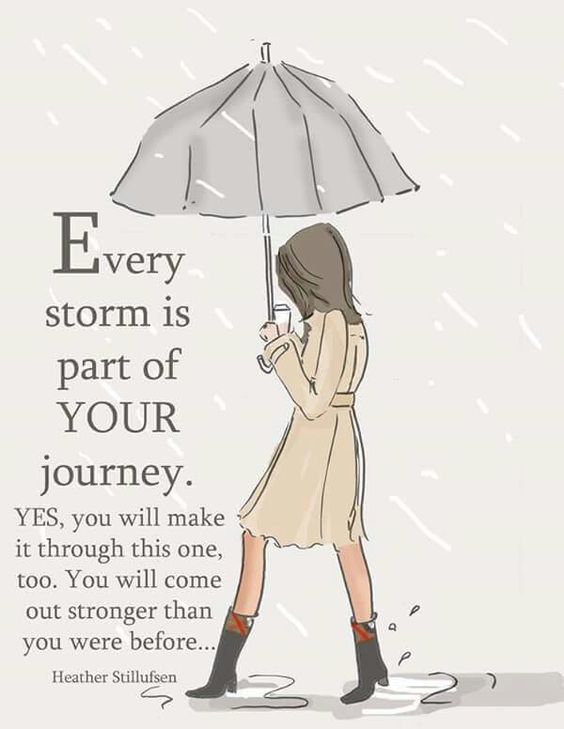 Every
storm is
part of
YOUR
journey.
YES, you will make
it through this one,
too. You will come
out stronger than
you were before...
Heather Stillufsen